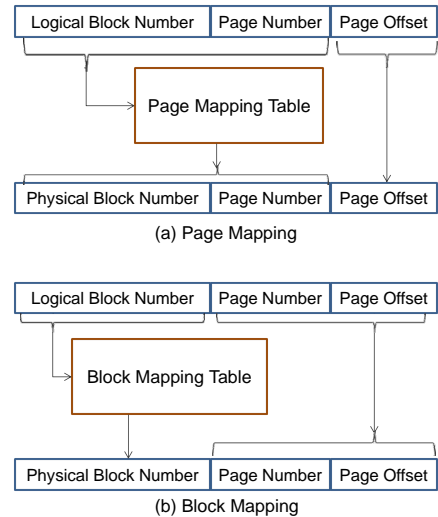 Logical Block Number Page Number Page Offset
Page Mapping Table
Physical Block Number Page Number Page Offset
(a) Page Mapping
Logical Block Number Page Number Page Offset
Block Mapping Table
Physical Block Number Page Number Page Offset
(b) Block Mapping